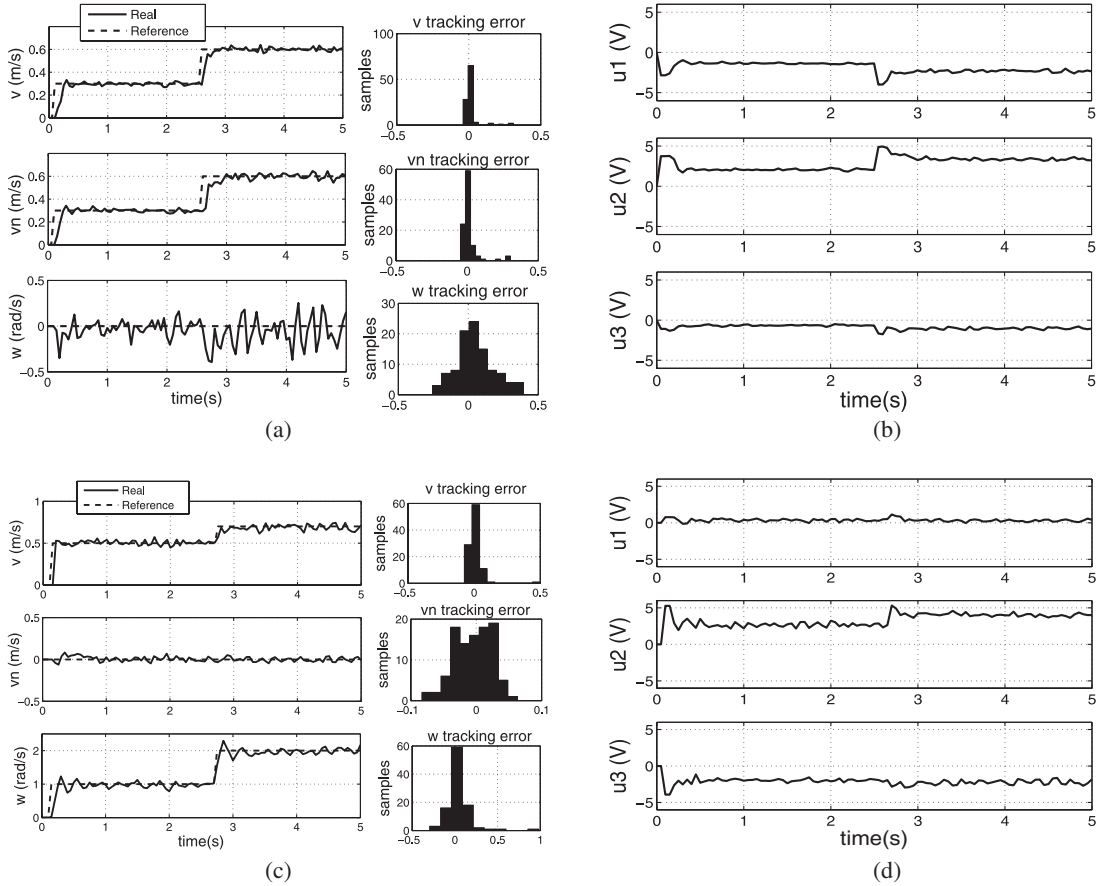 Real
Reference
v (m/s)
0.6
0.4
0.2
0
0 1 2 3 4 5
v tracking error
samples
100
50
0
−0.5 0 0.5
vn (m/s)
0.6
0.4
0.2
0
0 1 2 3 4 5
vn tracking error
samples
60
40
20
0
−0.5 0 0.5
w (rad/s)
0.5
0
−0.5
0 1 2 3 4 5
time(s)
w tracking error
samples
30
20
10
0
−0.5 0 0.5
(a)
u1 (V)
5
0
−5
0 1 2 3 4 5
u2 (V)
5
0
−5
0 1 2 3 4 5
u3 (V)
5
0
−5
0 1 2 3 4 5
time(s)
(b)
Real
Reference
v (m/s)
1
0.5
0
0 1 2 3 4 5
v tracking error
samples
60
40
20
0
−0.5 0 0.5
vn (m/s)
0.5
0
−0.5
0 1 2 3 4 5
vn tracking error
samples
20
10
0
−0.1 0 0.1
w (rad/s)
2
1
0
0 1 2 3 4 5
time(s)
w tracking error
samples
60
40
20
0
−0.5 0 0.5 1
(c)
u1 (V)
5
0
−5
0 1 2 3 4 5
u2 (V)
5
0
−5
0 1 2 3 4 5
u3 (V)
5
0
−5
0 1 2 3 4 5
time(s)
(d)